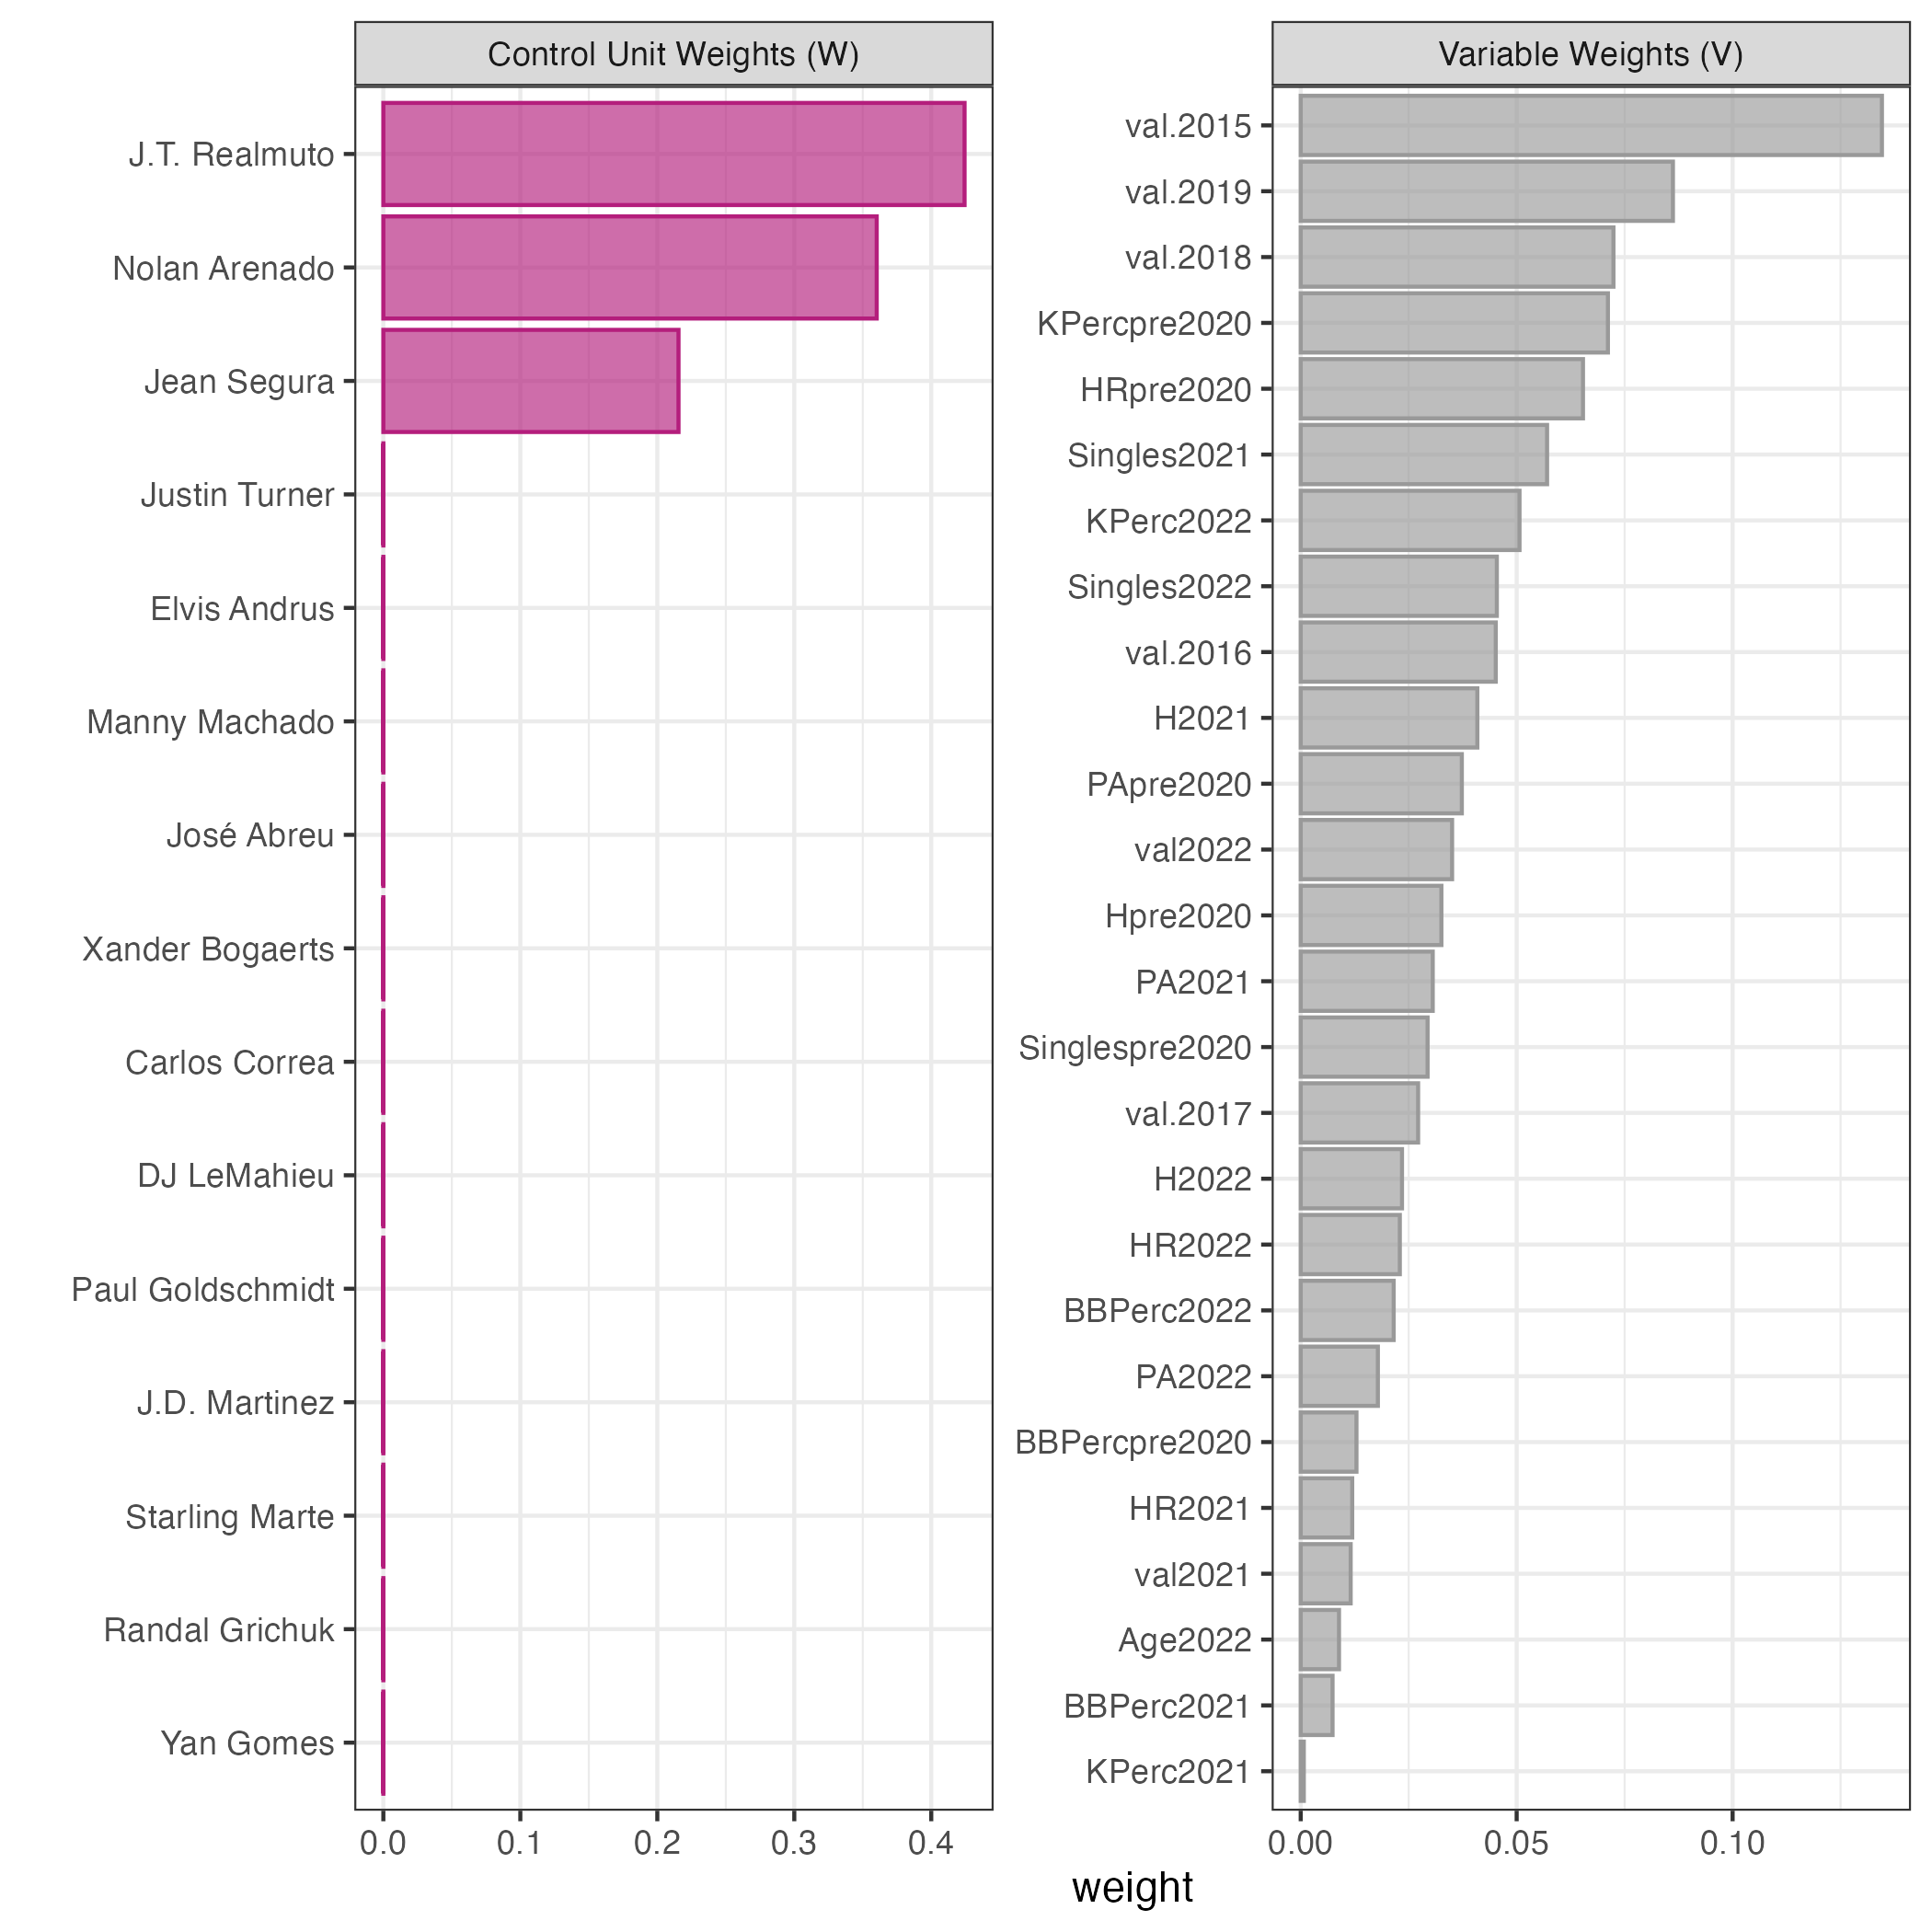 Control Unit Weights (W)
J.T. Realmuto
Nolan Arenado
Jean Segura
Justin Turner
Elvis Andrus
Manny Machado
José Abreu
Xander Bogaerts
Carlos Correa
DJ LeMahieu
Paul Goldschmidt
J.D. Martinez
Starling Marte
Randal Grichuk
Yan Gomes
0.0 0.1 0.2 0.3 0.4
Variable Weights (V)
val.2015
val.2019
val.2018
KPercpre2020
HRpre2020
Singles2021
KPerc2022
Singles2022
val.2016
H2021
PApre2020
val2022
Hpre2020
PA2021
Singlespre2020
val.2017
H2022
HR2022
BBPerc2022
PA2022
BBPercpre2020
HR2021
val2021
Age2022
BBPerc2021
KPerc2021
0.00 0.05 0.10
weight